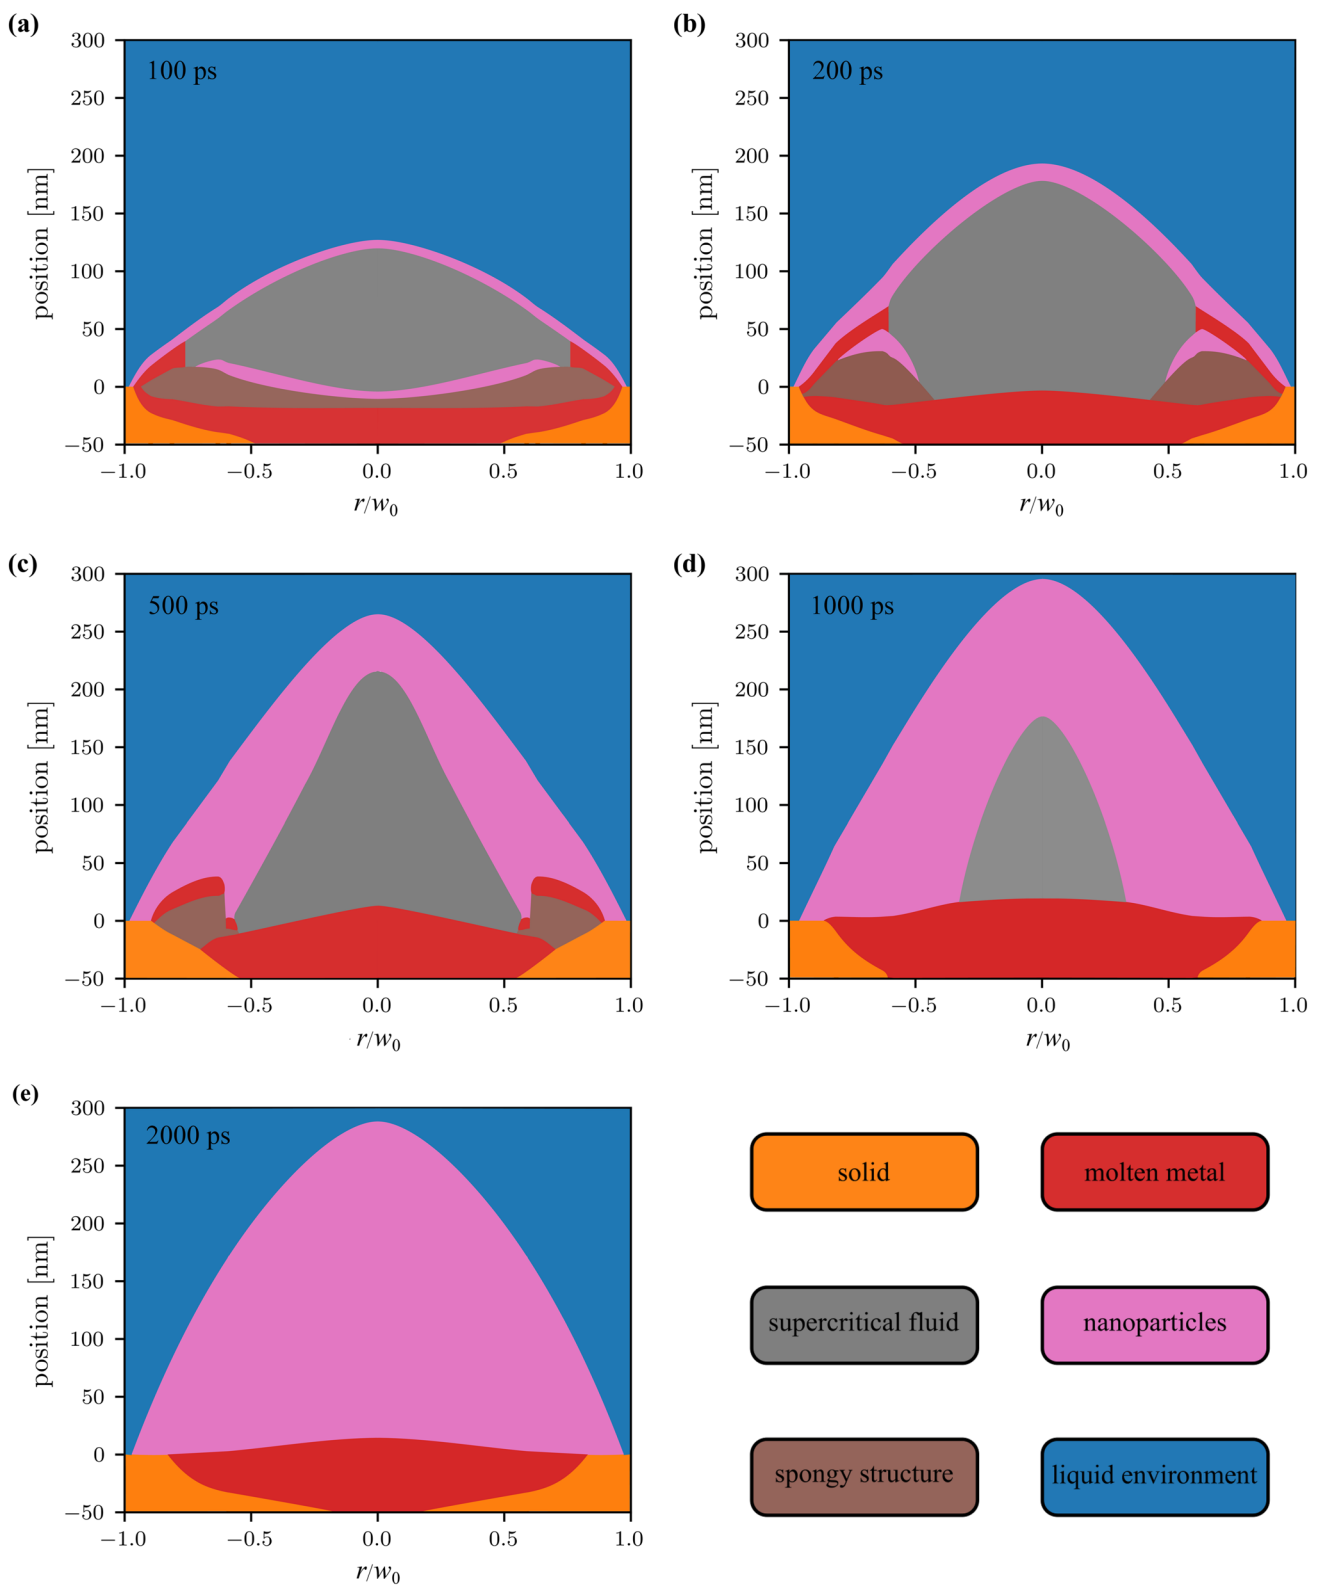 (a)
300
250
200
150
100
50
0
−50
position [nm]
100 ps
−1.0 −0.5 0.0 0.5 1.0
r/w0
(b)
300
250
200
150
100
50
0
−50
position [nm]
200 ps
−1.0 −0.5 0.0 0.5 1.0
r/w0
(c)
300
250
200
150
100
50
0
−50
position [nm]
500 ps
−1.0 −0.5 0.0 0.5 1.0
r/w0
(d)
300
250
200
150
100
50
0
−50
position [nm]
1000 ps
−1.0 −0.5 0.0 0.5 1.0
r/w0
(e)
300
250
200
150
100
50
0
−50
position [nm]
2000 ps
−1.0 −0.5 0.0 0.5 1.0
r/w0
solid
molten metal
supercritical fluid
nanoparticles
spongy structure
liquid environment